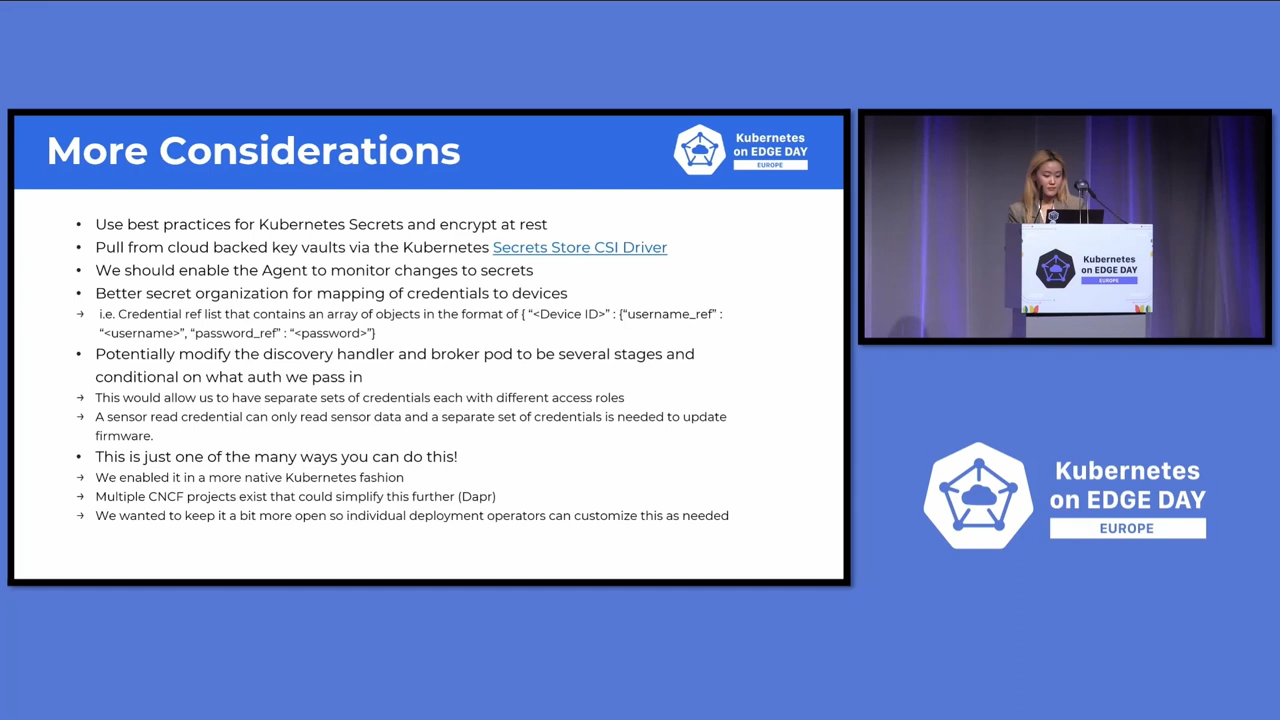 More Considerations
Kubernetes
on EDGE DAY
EUROPE
• Use best practices for Kubernetes Secrets and encrypt at rest
• Pull from cloud backed key vaults via the Kubernetes Secrets Store CSI Driver
• We should enable the Agent to monitor changes to secrets
• Better secret organization for mapping of credentials to devices
→ i.e. Credential ref list that contains an array of objects in the format of { “<Device ID>” : {“username_ref” :
“<username>”, “password_ref” : “<password>”}
• Potentially modify the discovery handler and broker pod to be several stages and
conditional on what auth we pass in
→ This would allow us to have separate sets of credentials each with different access roles
→ A sensor read credential can only read sensor data and a separate set of credentials is needed to update
firmware.
• This is just one of the many ways you can do this!
→ We enabled it in a more native Kubernetes fashion
→ Multiple CNCF projects exist that could simplify this further (Dapr)
→ We wanted to keep it a bit more open so individual deployment operators can customize this as needed
Kubernetes
on EDGE DAY
EUROPE
Kubernetes
on EDGE DAY
EUROPE